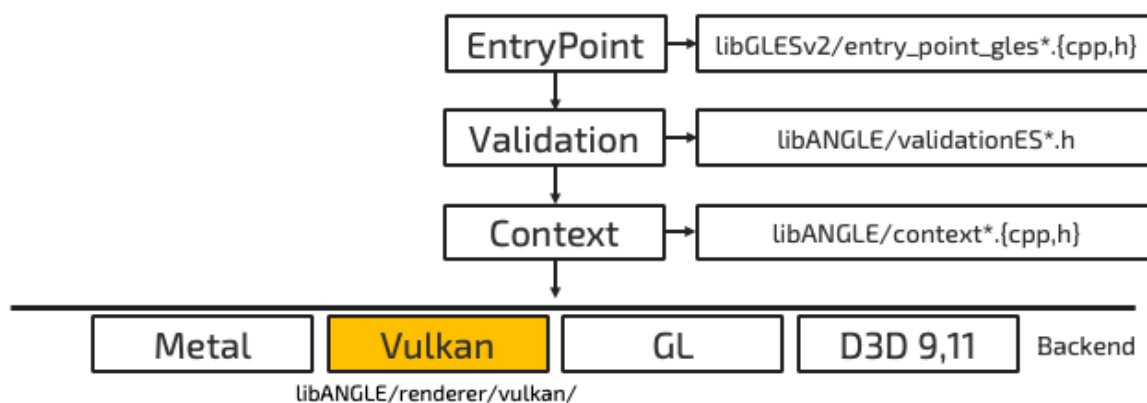 EntryPoint
libGLESv2/entry_point_gles*.{cpp,h}
Validation
libANGLE/validationES*.h
Context
libANGLE/context*.{cpp,h}
Metal
Vulkan
GL
D3D 9,11
Backend
libANGLE/renderer/vulkan/